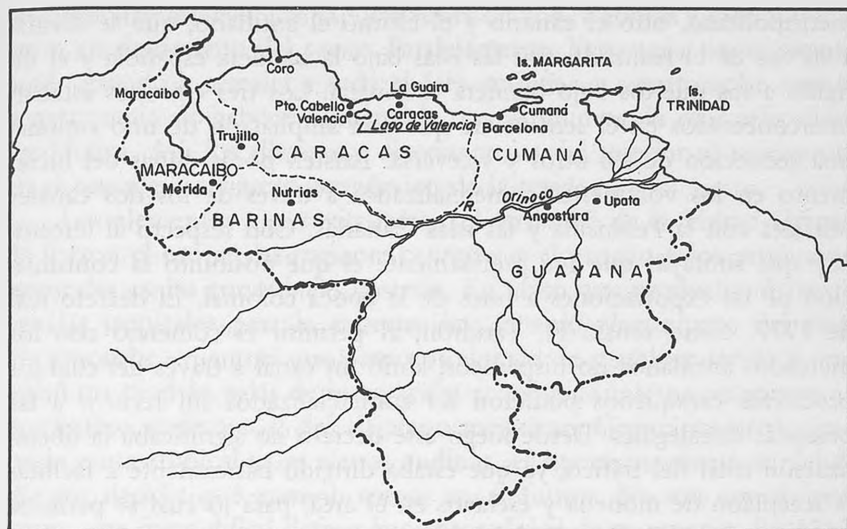 Coro
Maracaibo
Is. MARGARITA
Is.
TRINIDAD
La Guaira
Pto. Cabello
Caracas
Valencia
Lago de Valencia
Cumaná
Barcelona
Trujillo
CARACAS
CUMANÁ
MARACAIBO
Mérida
Nutrias
BARINAS
R. Orinoco
Angostura
Upata
GUAYANA